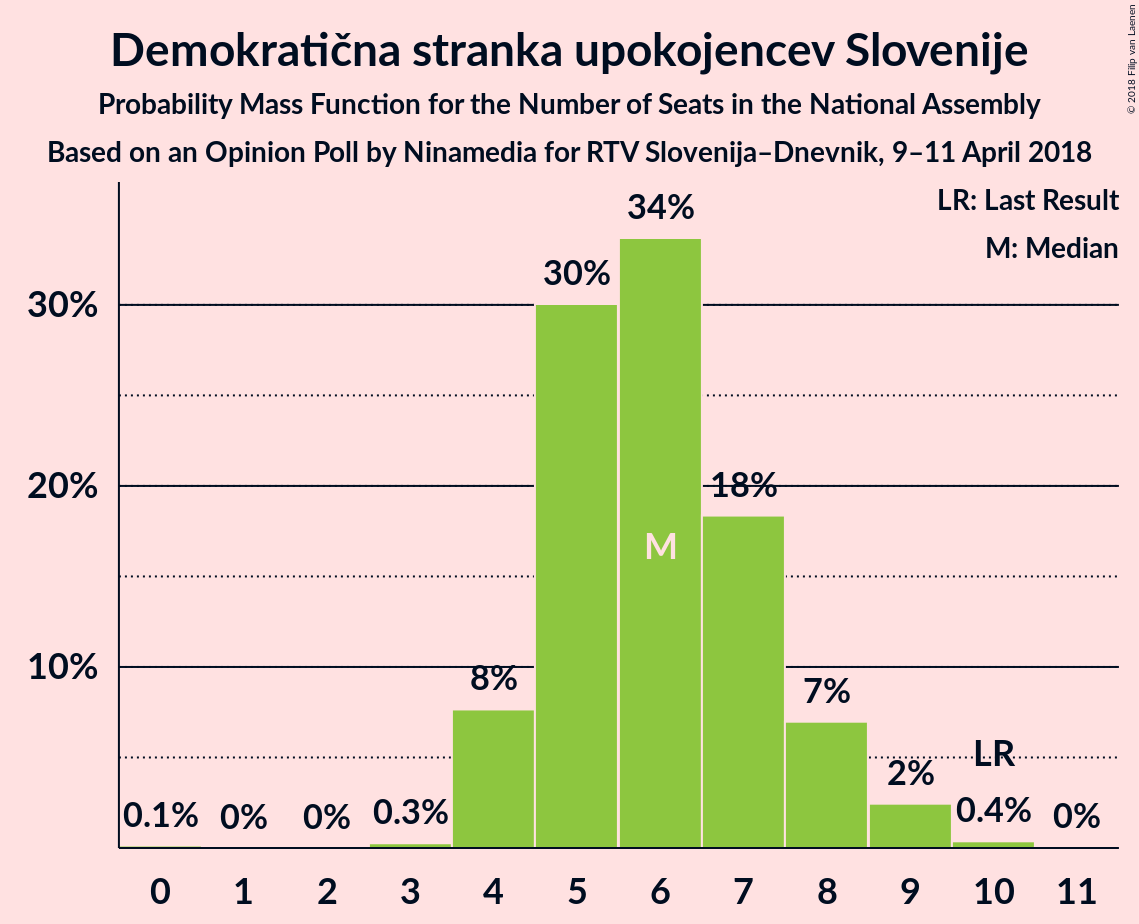 Demokratična stranka upokojencev Slovenije
Probability Mass Function for the Number of Seats in the National Assembly
Based on an Opinion Poll by Ninamedia for RTV Slovenija–Dnevnik, 9–11 April 2018
© 2018 Filip van Laenen
LR: Last Result
M: Median
34%
30%
30%
20%
18%
M
10%
8%
7%
LR
2%
0.1% 0% 0% 0.3% 0.4% 0%
0 1 2 3 4 5 6 7 8 9 10 11